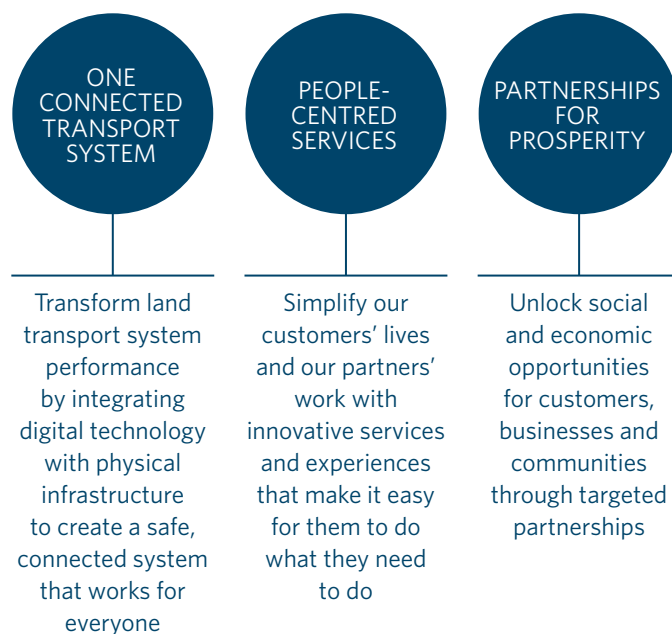 ONE
CONNECTED
TRANSPORT
SYSTEM
Transform land
transport system
performance
by integrating
digital technology
with physical
infrastructure
to create a safe,
connected system
that works for
everyone
PEOPLE-
CENTRED
SERVICES
Simplify our
customers’ lives
and our partners’
work with
innovative services
and experiences
that make it easy
for them to do
what they need
to do
PARTNERSHIPS
FOR
PROSPERITY
Unlock social
and economic
opportunities
for customers,
businesses and
communities
through targeted
partnerships